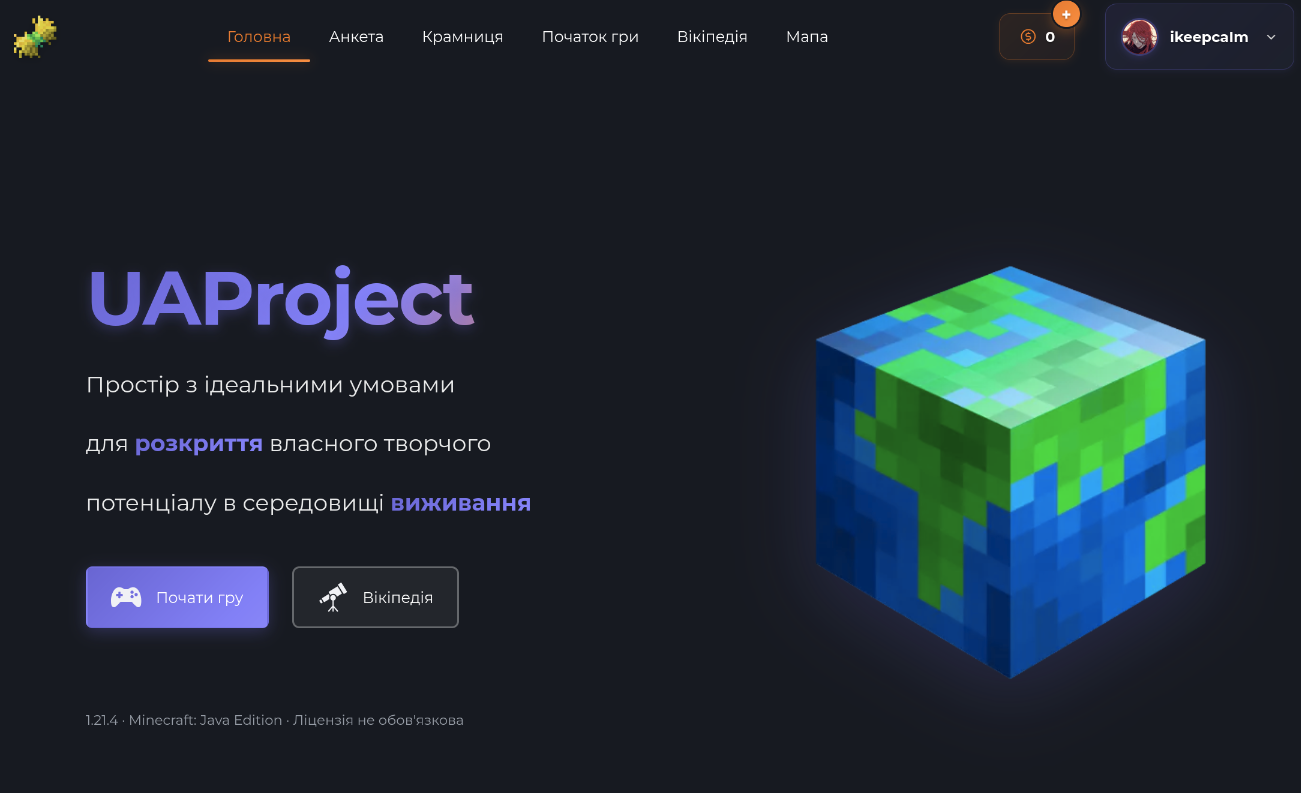 Головна
Анкета
Крамниця
Початок гри
Вікіпедія
Мапа
+
0
ikeepcalm
UAProject
Простір з ідеальними умовами
для розкриття власного творчого
потенціалу в середовищі виживання
Почати гру
Вікіпедія
1.21.4 · Minecraft: Java Edition · Ліцензія не обов'язкова